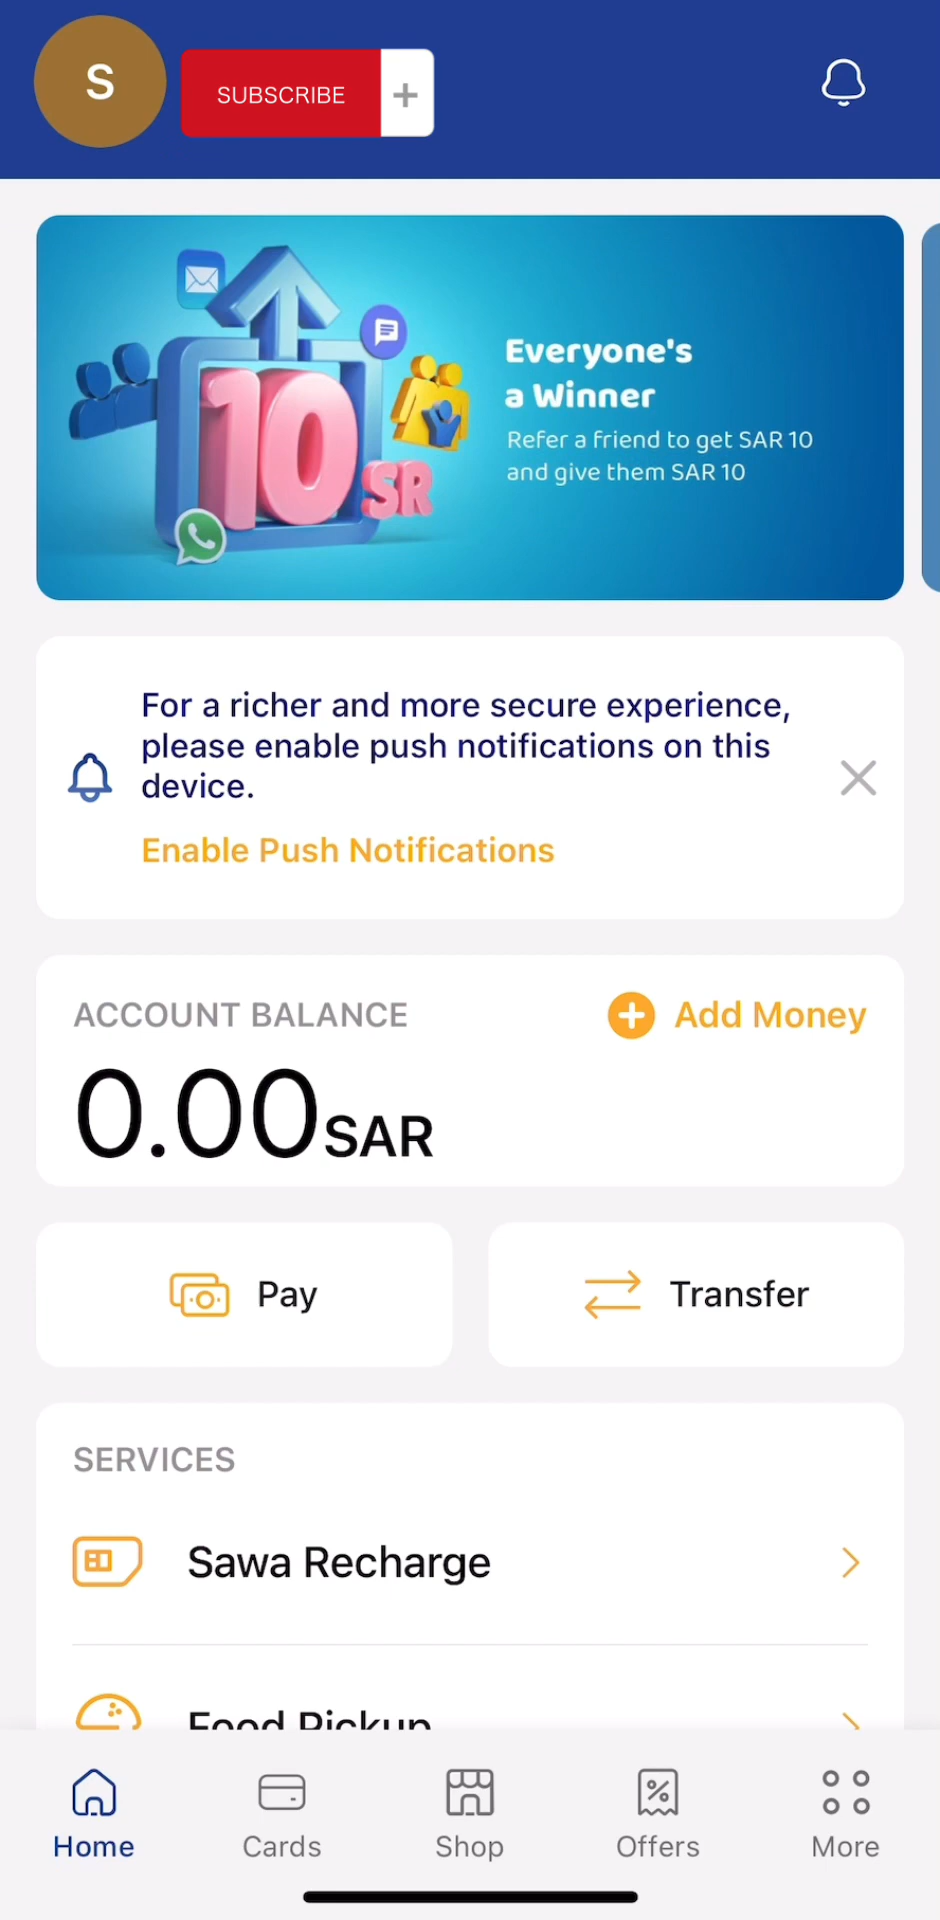 S
SUBSCRIBE
10
SR
Everyone's
a Winner
Refer a friend to get SAR 10
and give them SAR 10
For a richer and more secure experience,
please enable push notifications on this
device.
Enable Push Notifications
ACCOUNT BALANCE
Add Money
0.00SAR
Pay
Transfer
SERVICES
Sawa Recharge
Food Pickup
Home
Cards
Shop
Offers
More